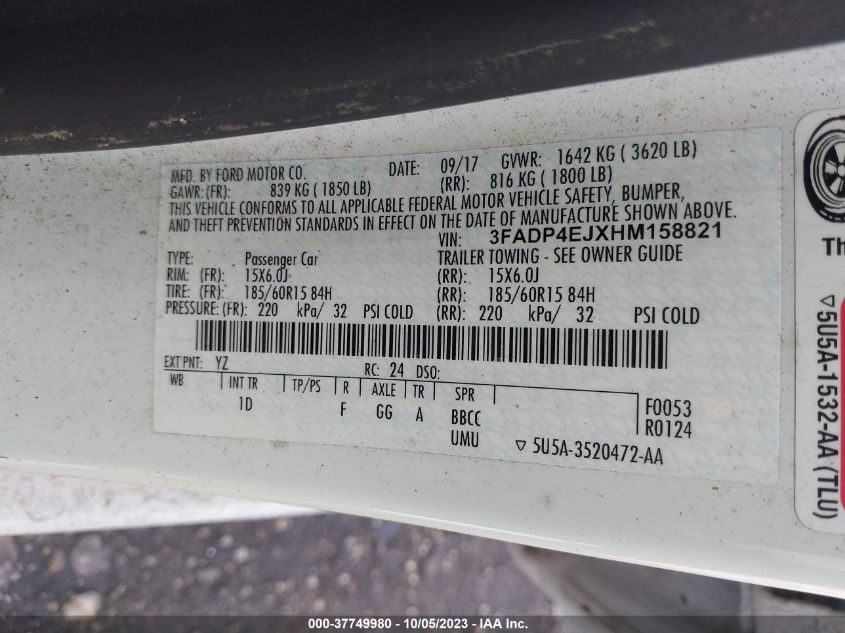 MFD. BY FORD MOTOR CO. DATE: 09/17 GVWR: 1642 KG ( 3620 LB)
GAWR:(FR): 839 KG ( 1850 LB) (RR): 816 KG ( 1800 LB)
THIS VEHICLE CONFORMS TO ALL APPLICABLE FEDERAL MOTOR VEHICLE SAFETY, BUMPER,
AND THEFT PREVENTION STANDARDS IN EFFECT ON THE DATE OF MANUFACTURE SHOWN ABOVE.
VIN: 3FADP4EJXHM158821
TYPE: Passenger Car TRAILER TOWING - SEE OWNER GUIDE
RIM: (FR): 15X6.0J (RR): 15X6.0J
TIRE: (FR): 185/60R15 84H (RR): 185/60R15 84H
PRESSURE: (FR): 220 kPa/ 32 PSI COLD (RR): 220 kPa/ 32 PSI COLD
EXT PNT: YZ RC: 24 DSO:
WB INT TR TP/PS R AXLE TR SPR
1D F GG A BBCC
UMU
F0053
R0124
▽ 5U5A-3520472-AA
Th
▽5U5A-1532-AA (TLU)
000-37749980 - 10/05/2023 - IAA Inc.